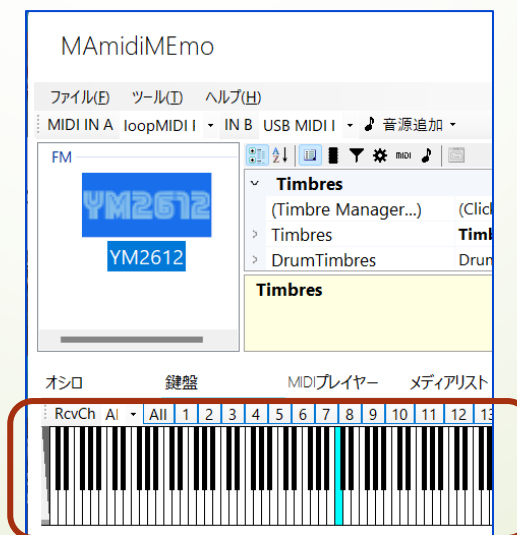 MAmidiMEmo
ファイル(F) ツール(T) ヘルプ(H)
MIDI IN A loopMIDI I IN B USB MIDI I 音源追加
FM
YM2612
YM2612
MIDI
Timbres
(Timbre Manager...) (Clic
Timbres Timb
DrumTimbres Drun
Timbres
オシロ 鍵盤 MIDIプレイヤー メディアリスト
RcvCh Al All 1 2 3 4 5 6 7 8 9 10 11 12 13